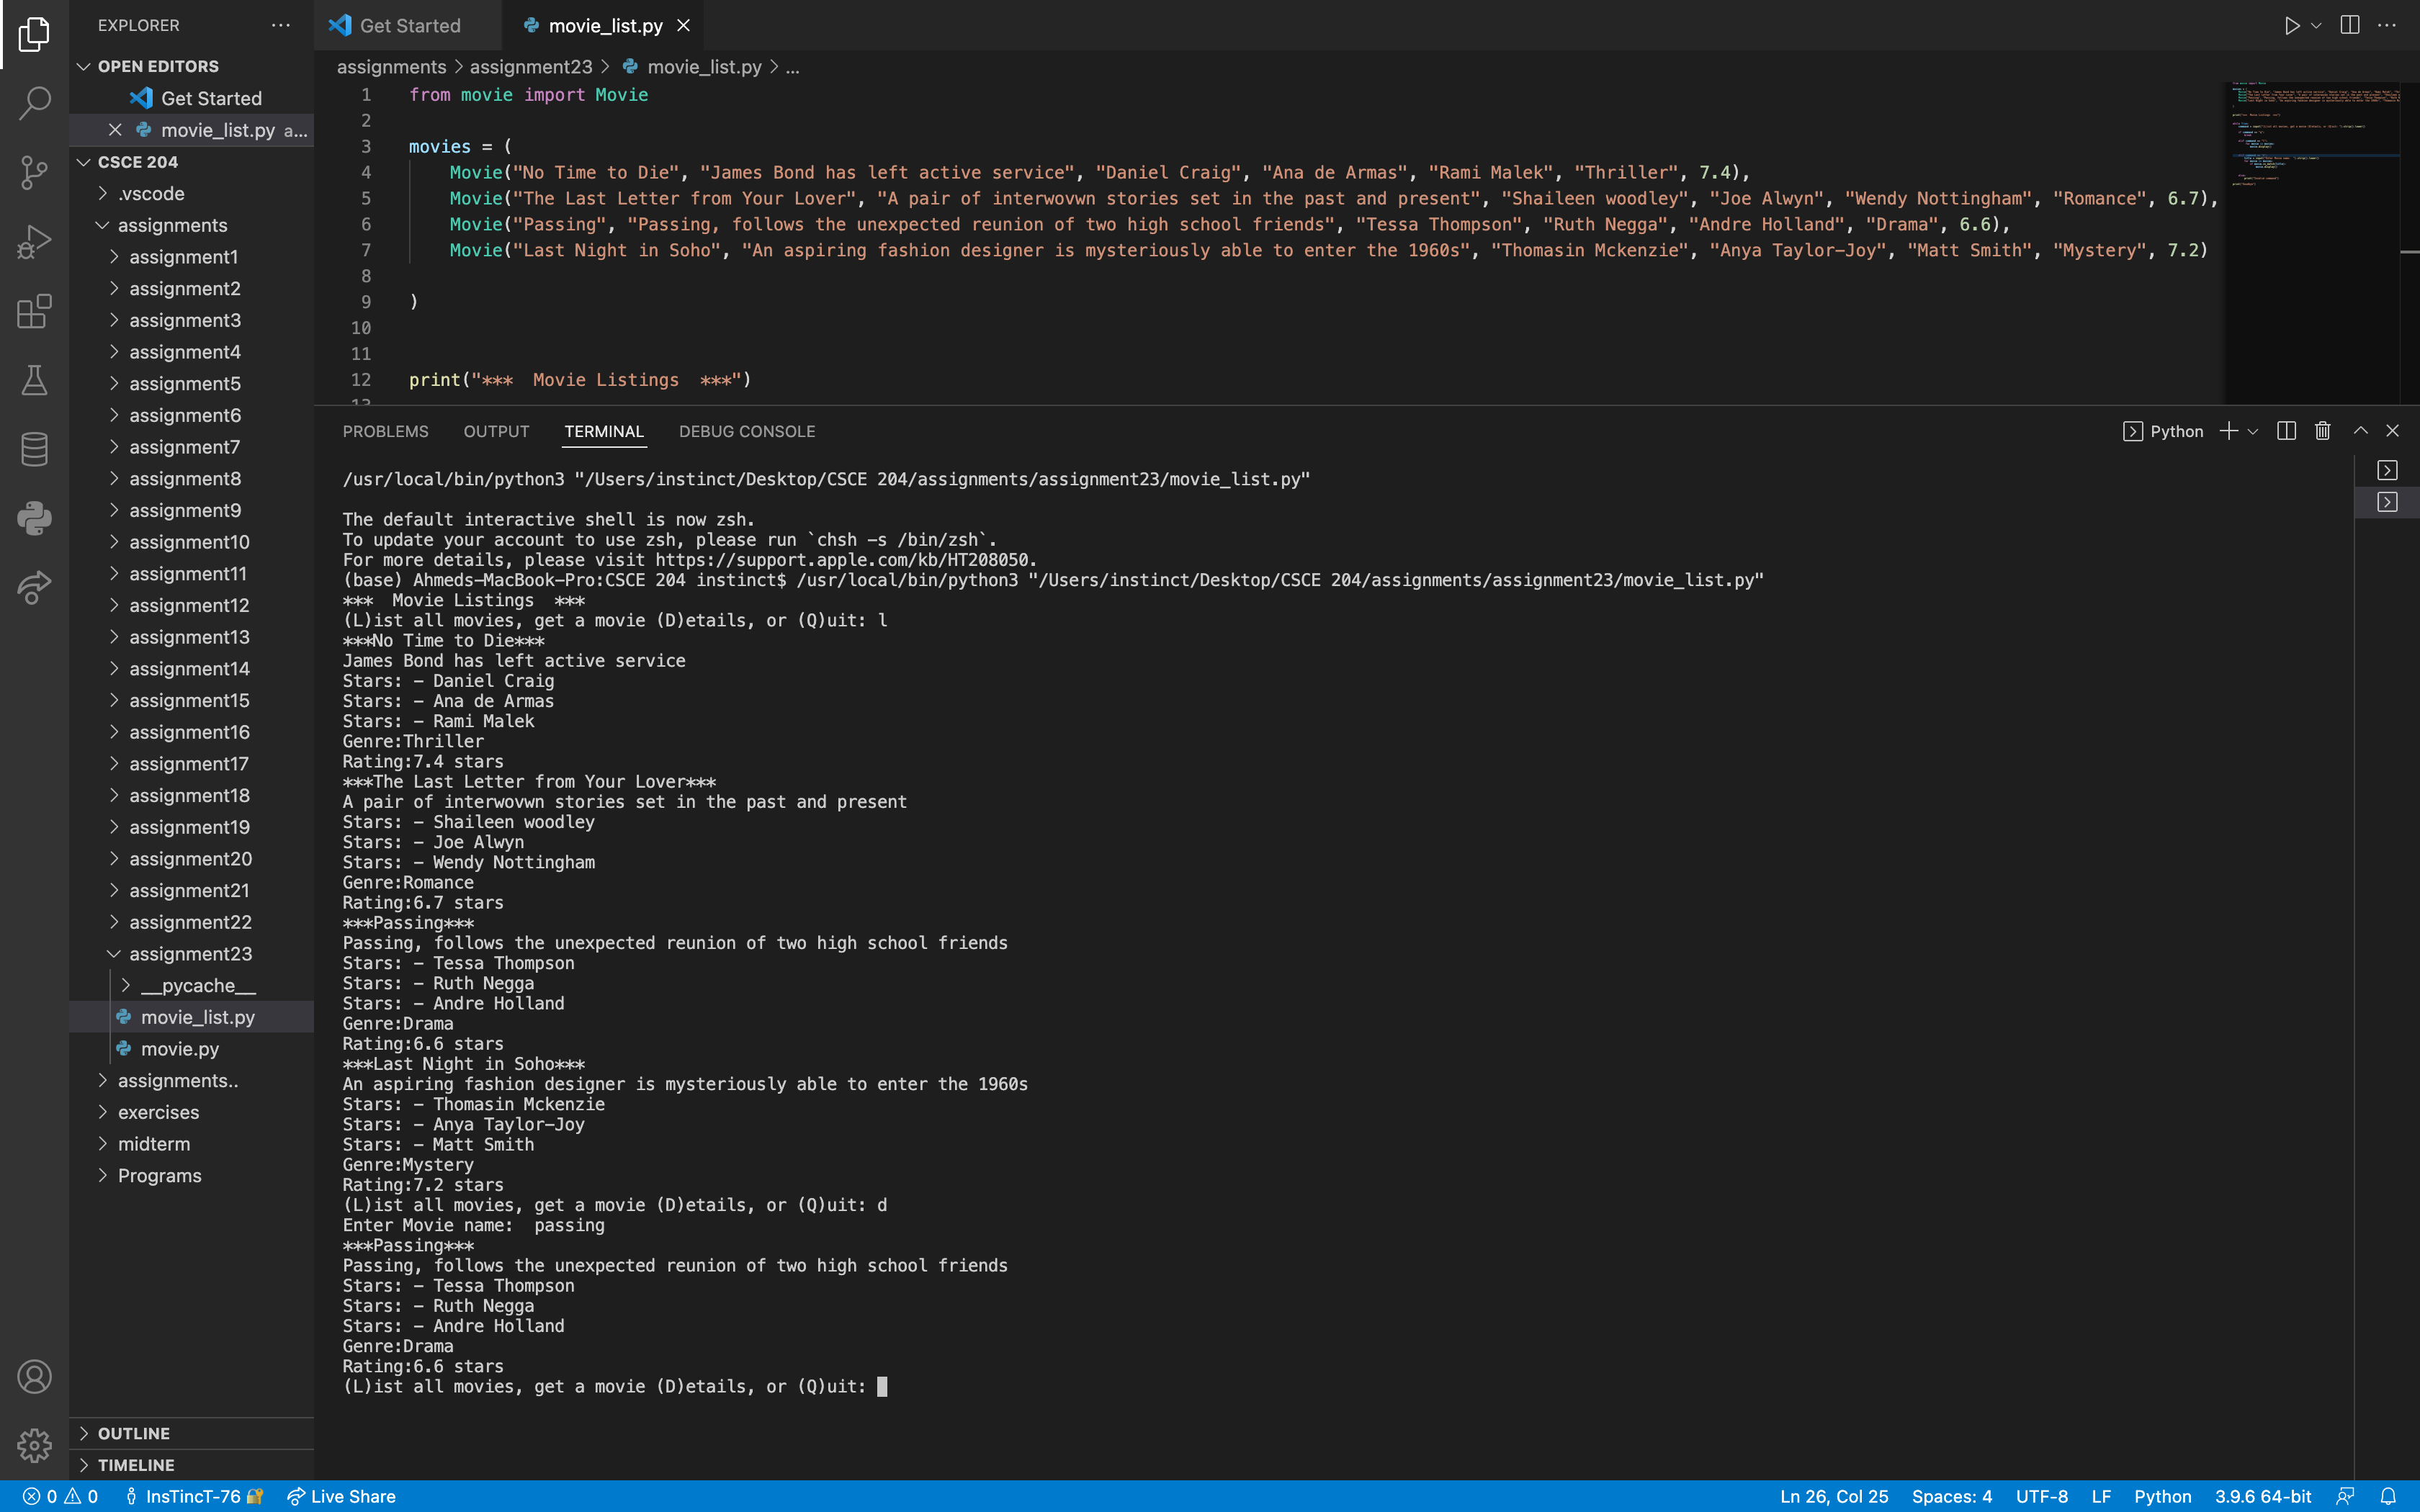 EXPLORER
OPEN EDITORS
Get Started
movie_list.py a...
CSCE 204
.vscode
assignments
assignment1
assignment2
assignment3
assignment4
assignment5
assignment6
assignment7
assignment8
assignment9
assignment10
assignment11
assignment12
assignment13
assignment14
assignment15
assignment16
assignment17
assignment18
assignment19
assignment20
assignment21
assignment22
assignment23
__pycache__
movie_list.py
movie.py
assignments..
exercises
midterm
Programs
OUTLINE
TIMELINE
Get Started
movie_list.py
assignments > assignment23 > movie_list.py > ...
1 from movie import Movie
2
3 movies = (
4 Movie("No Time to Die", "James Bond has left active service", "Daniel Craig", "Ana de Armas", "Rami Malek", "Thriller", 7.4),
5 Movie("The Last Letter from Your Lover", "A pair of interwovwn stories set in the past and present", "Shaileen woodley", "Joe Alwyn", "Wendy Nottingham", "Romance", 6.7),
6 Movie("Passing", "Passing, follows the unexpected reunion of two high school friends", "Tessa Thompson", "Ruth Negga", "Andre Holland", "Drama", 6.6),
7 Movie("Last Night in Soho", "An aspiring fashion designer is mysteriously able to enter the 1960s", "Thomasin Mckenzie", "Anya Taylor-Joy", "Matt Smith", "Mystery", 7.2)
8
9 )
10
11
12 print("*** Movie Listings ***")
13
PROBLEMS OUTPUT TERMINAL DEBUG CONSOLE
Python
/usr/local/bin/python3 "/Users/instinct/Desktop/CSCE 204/assignments/assignment23/movie_list.py"
The default interactive shell is now zsh.
To update your account to use zsh, please run `chsh -s /bin/zsh`.
For more details, please visit https://support.apple.com/kb/HT208050.
(base) Ahmeds-MacBook-Pro:CSCE 204 instinct$ /usr/local/bin/python3 "/Users/instinct/Desktop/CSCE 204/assignments/assignment23/movie_list.py"
*** Movie Listings ***
(L)ist all movies, get a movie (D)etails, or (Q)uit: l
***No Time to Die***
James Bond has left active service
Stars: - Daniel Craig
Stars: - Ana de Armas
Stars: - Rami Malek
Genre:Thriller
Rating:7.4 stars
***The Last Letter from Your Lover***
A pair of interwovwn stories set in the past and present
Stars: - Shaileen woodley
Stars: - Joe Alwyn
Stars: - Wendy Nottingham
Genre:Romance
Rating:6.7 stars
***Passing***
Passing, follows the unexpected reunion of two high school friends
Stars: - Tessa Thompson
Stars: - Ruth Negga
Stars: - Andre Holland
Genre:Drama
Rating:6.6 stars
***Last Night in Soho***
An aspiring fashion designer is mysteriously able to enter the 1960s
Stars: - Thomasin Mckenzie
Stars: - Anya Taylor-Joy
Stars: - Matt Smith
Genre:Mystery
Rating:7.2 stars
(L)ist all movies, get a movie (D)etails, or (Q)uit: d
Enter Movie name:  passing
***Passing***
Passing, follows the unexpected reunion of two high school friends
Stars: - Tessa Thompson
Stars: - Ruth Negga
Stars: - Andre Holland
Genre:Drama
Rating:6.6 stars
(L)ist all movies, get a movie (D)etails, or (Q)uit:
0 0 InsTincT-76 Live Share
Ln 26, Col 25 Spaces: 4 UTF-8 LF Python 3.9.6 64-bit